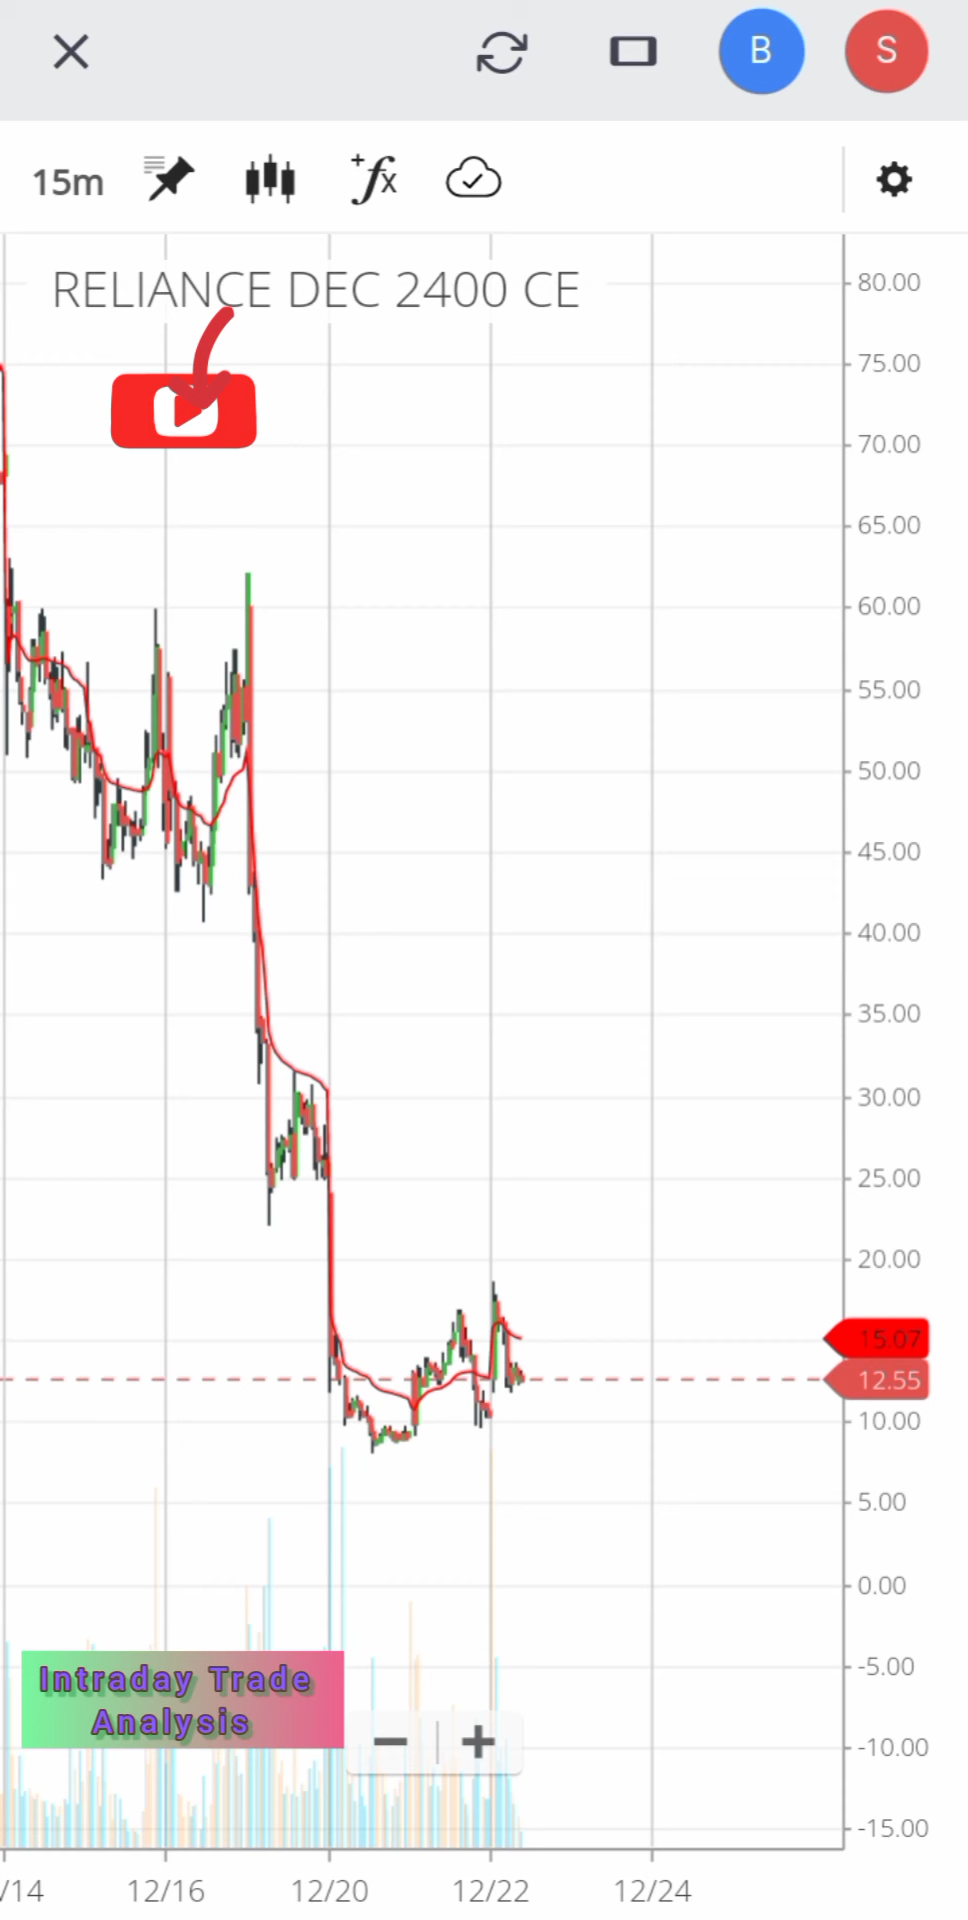 B
S
15m
+fx
RELIANCE DEC 2400 CE
80.00
75.00
70.00
65.00
60.00
55.00
50.00
45.00
40.00
35.00
30.00
25.00
20.00
15.07
12.55
10.00
5.00
0.00
-5.00
-10.00
-15.00
Intraday Trade
Analysis
/14 12/16 12/20 12/22 12/24